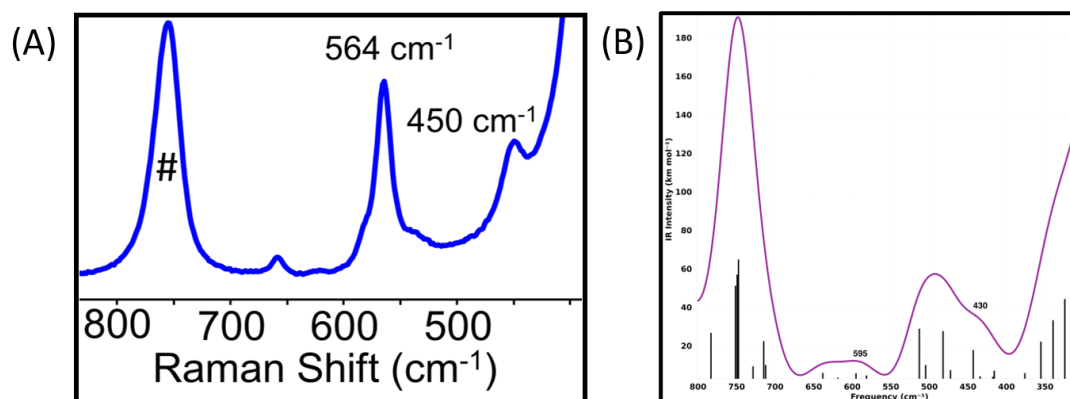 (A)
564 cm-1
450 cm-1
#
800 700 600 500
Raman Shift (cm-1)
(B)
180
160
140
120
100
80
60
40
20
IR Intensity (km mol⁻¹)
595
430
800 750 700 650 600 550 500 450 400 350
Frequency (cm⁻¹)